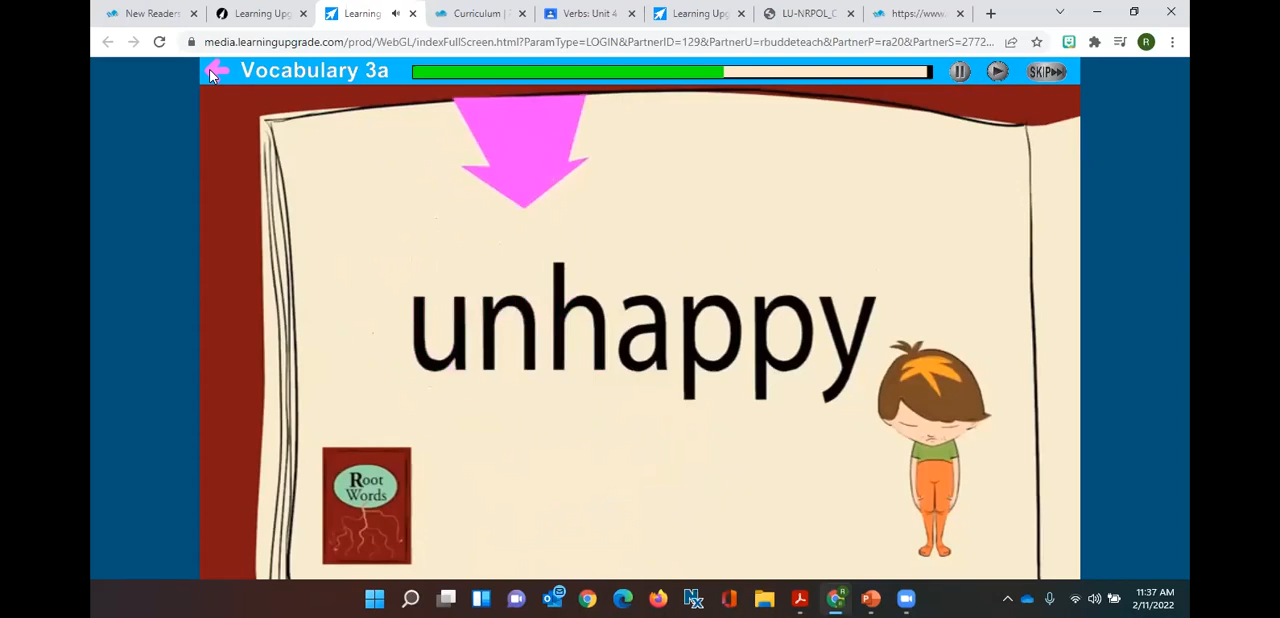 New Readers
Learning Upg
Learning
Curriculum |
Verbs: Unit 4
Learning Upg
LU-NRPOL_C
https://www.
media.learningupgrade.com/prod/WebGL/indexFullScreen.html?ParamType=LOGIN&PartnerID=129&PartnerU=rbuddeteach&PartnerP=ra20&PartnerS=2772...
R
Vocabulary 3a
SKIP
unhappy
Root
Words
11:37 AM
2/11/2022